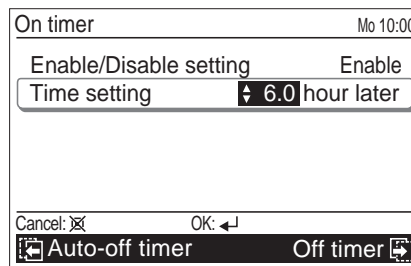 On timer Mo 10:00
Enable/Disable setting Enable
Time setting 6.0 hour later
Cancel: OK:
Auto-off timer Off timer